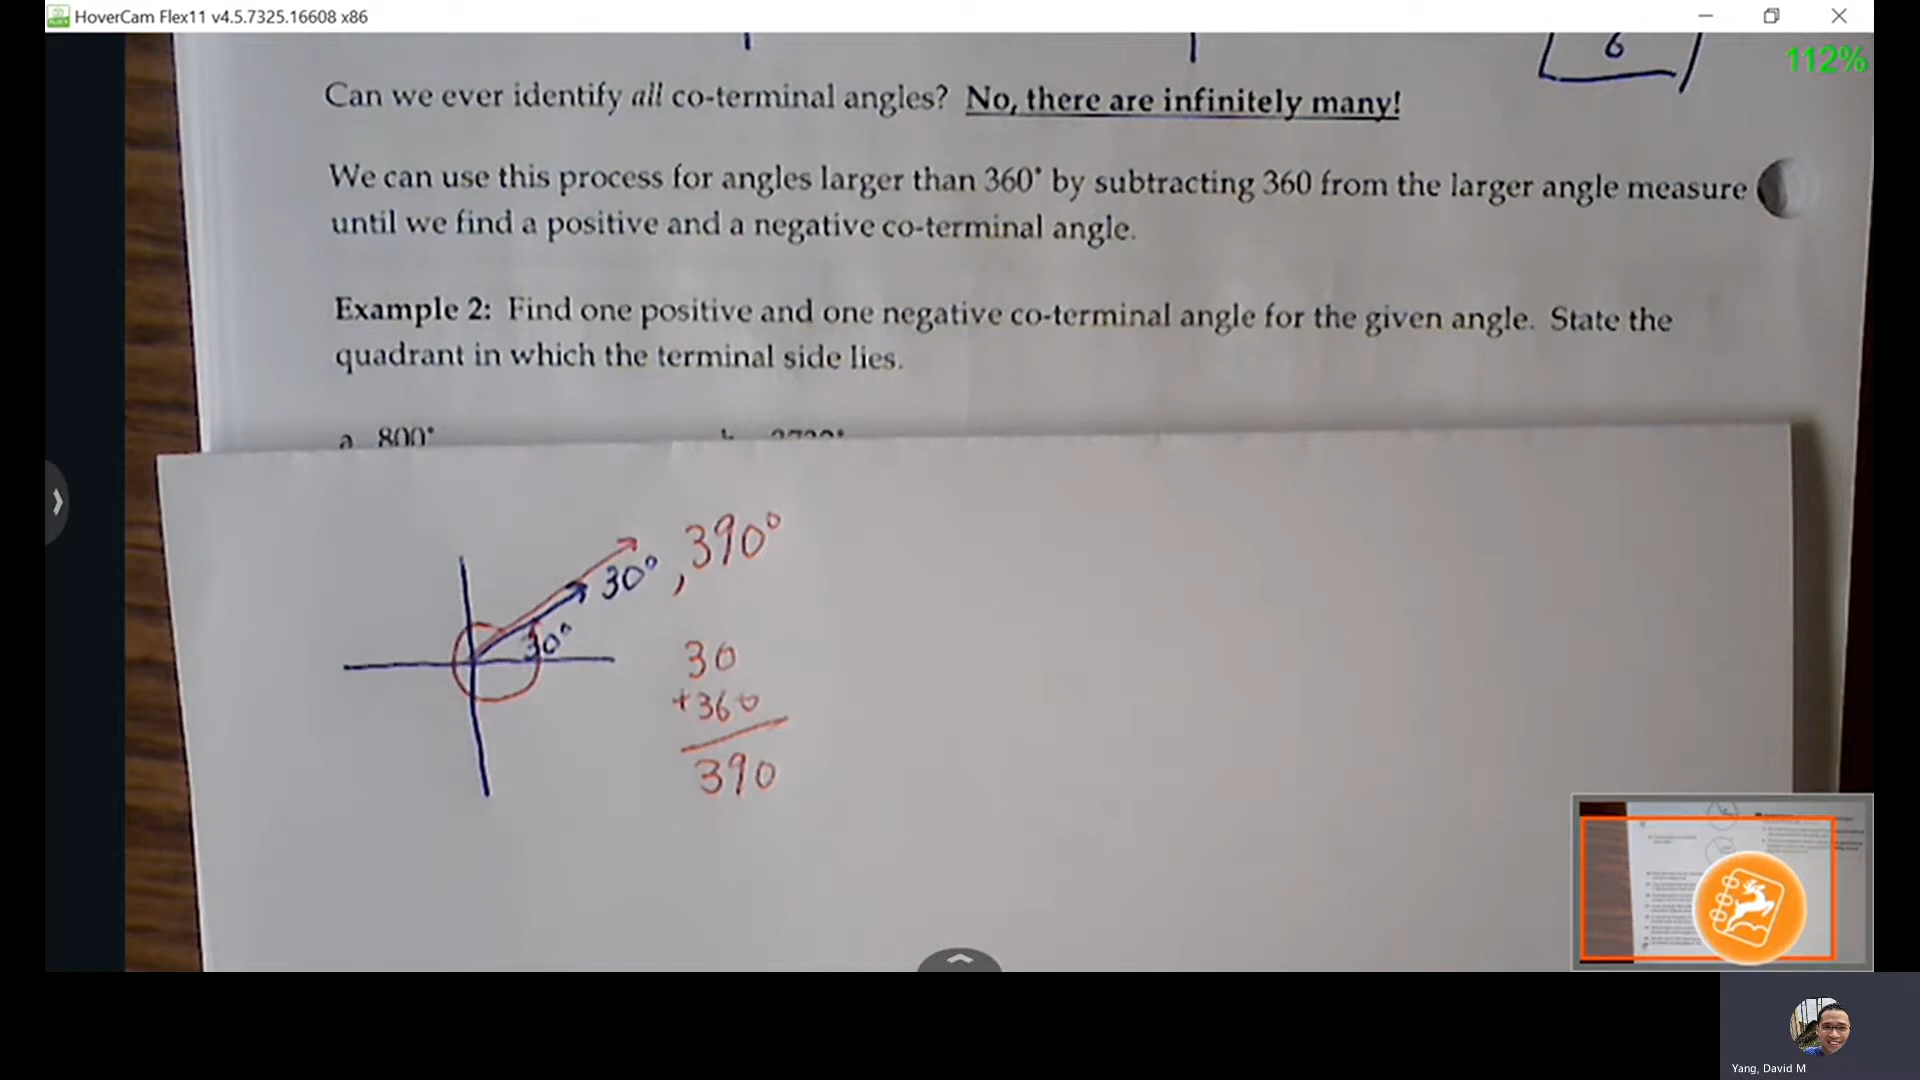 HoverCam Flex11 v4.5.7325.16608 x86
112%
6
Can we ever identify all co-terminal angles? No, there are infinitely many!
We can use this process for angles larger than 360° by subtracting 360 from the larger angle measure
until we find a positive and a negative co-terminal angle.
Example 2: Find one positive and one negative co-terminal angle for the given angle. State the
quadrant in which the terminal side lies.
a 800°
30° , 390°
30°
30
+360
390
Yang, David M